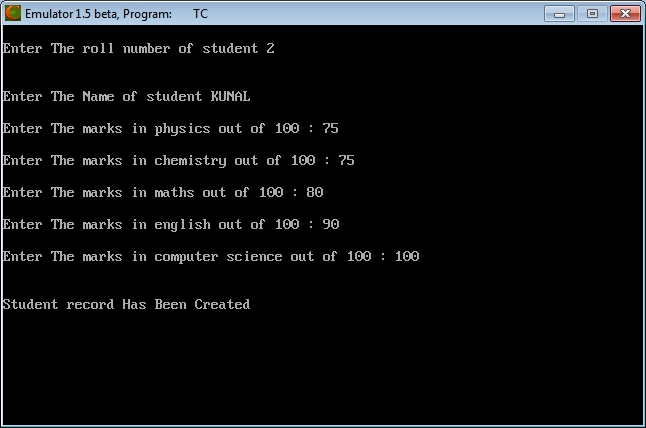 Emulator 1.5 beta, Program: TC
Enter The roll number of student 2
Enter The Name of student KUNAL
Enter The marks in physics out of 100 : 75
Enter The marks in chemistry out of 100 : 75
Enter The marks in maths out of 100 : 80
Enter The marks in english out of 100 : 90
Enter The marks in computer science out of 100 : 100
Student record Has Been Created